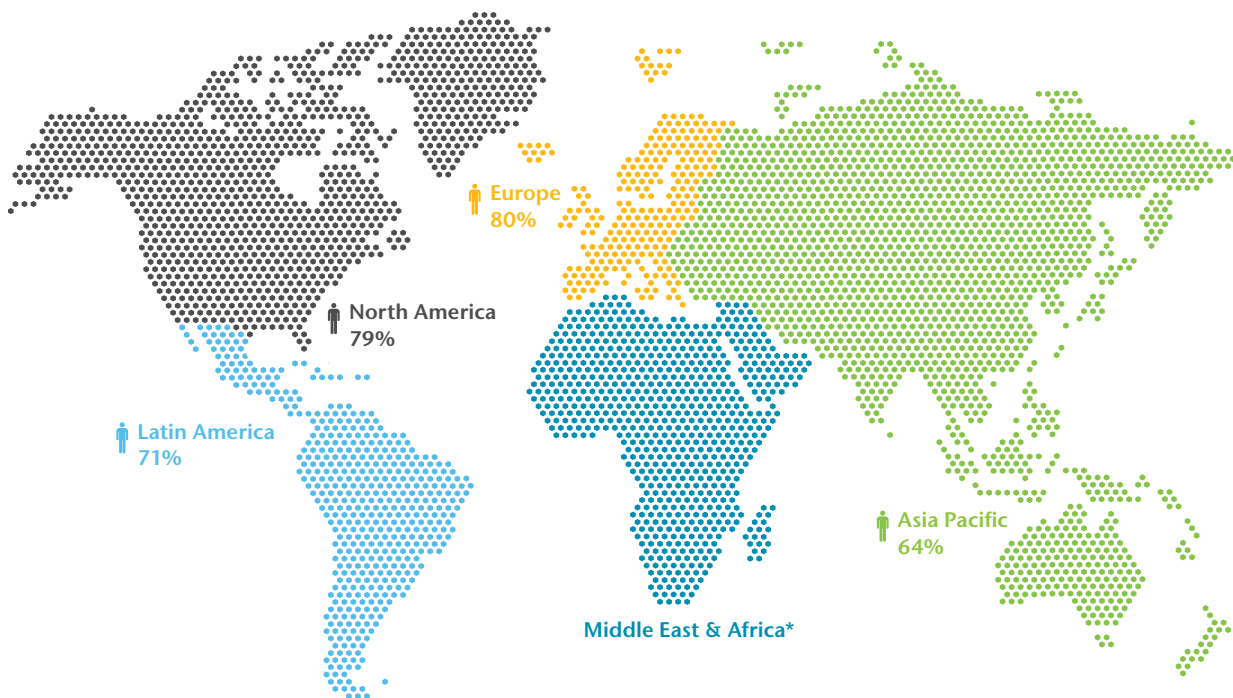 Europe
80%
North America
79%
Latin America
71%
Asia Pacific
64%
Middle East & Africa*